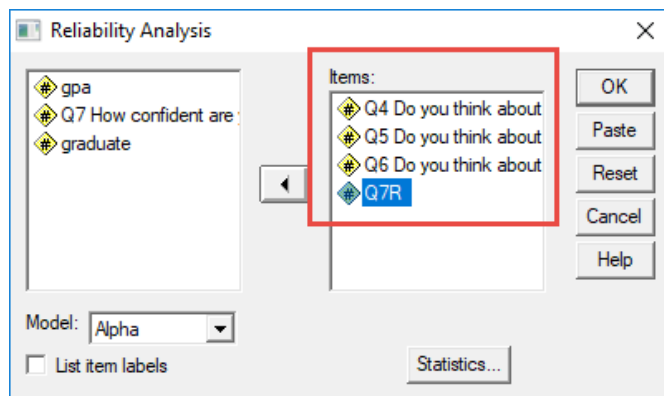 Reliability Analysis
gpa
Q7 How confident are
graduate
Items:
Q4 Do you think about
Q5 Do you think about
Q6 Do you think about
Q7R
OK
Paste
Reset
Cancel
Help
Model: Alpha
List item labels
Statistics...